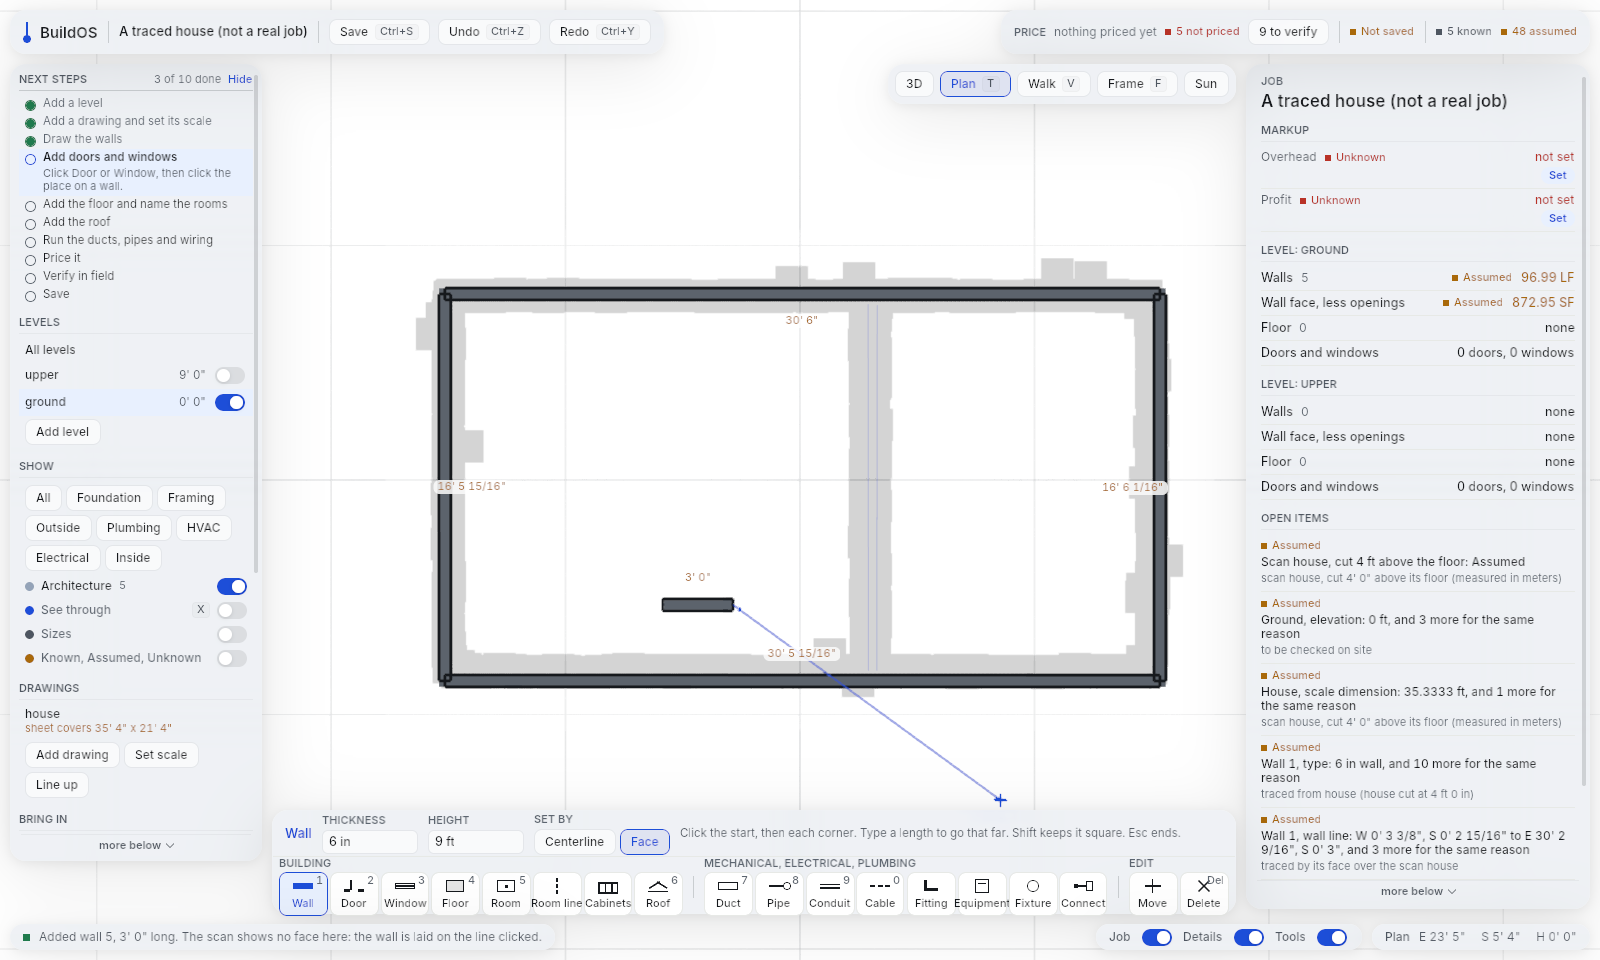 BuildOS
A traced house (not a real job)
Save Ctrl+S
Undo Ctrl+Z
Redo Ctrl+Y
PRICE nothing priced yet 5 not priced
9 to verify
Not saved
5 known 48 assumed
3D
Plan T
Walk V
Frame F
Sun
NEXT STEPS 3 of 10 done Hide
Add a level
Add a drawing and set its scale
Draw the walls
Add doors and windows
Click Door or Window, then click the
place on a wall.
Add the floor and name the rooms
Add the roof
Run the ducts, pipes and wiring
Price it
Verify in field
Save
LEVELS
All levels
upper 9' 0"
ground 0' 0"
Add level
SHOW
All Foundation Framing
Outside Plumbing HVAC
Electrical Inside
Architecture 5
See through X
Sizes
Known, Assumed, Unknown
DRAWINGS
house
sheet covers 35' 4" x 21' 4"
Add drawing Set scale
Line up
BRING IN
more below
30' 6"
16' 5 15/16"
16' 6 1/16"
3' 0"
30' 5 15/16"
Wall
THICKNESS
6 in
HEIGHT
9 ft
SET BY
Centerline Face
Click the start, then each corner. Type a length to go that far. Shift keeps it square. Esc ends.
BUILDING
Wall 1
Door 2
Window 3
Floor 4
Room 5
Room line
Cabinets
Roof 6
MECHANICAL, ELECTRICAL, PLUMBING
Duct 7
Pipe 8
Conduit 9
Cable 0
Fitting
Equipment
Fixture
Connect
EDIT
Move
Delete Del
JOB
A traced house (not a real job)
MARKUP
Overhead Unknown not set
Set
Profit Unknown not set
Set
LEVEL: GROUND
Walls 5 Assumed 96.99 LF
Wall face, less openings Assumed 872.95 SF
Floor 0 none
Doors and windows 0 doors, 0 windows
LEVEL: UPPER
Walls 0 none
Wall face, less openings none
Floor 0 none
Doors and windows 0 doors, 0 windows
OPEN ITEMS
Assumed
Scan house, cut 4 ft above the floor: Assumed
scan house, cut 4' 0" above its floor (measured in meters)
Assumed
Ground, elevation: 0 ft, and 3 more for the same
reason
to be checked on site
Assumed
House, scale dimension: 35.3333 ft, and 1 more for
the same reason
scan house, cut 4' 0" above its floor (measured in meters)
Assumed
Wall 1, type: 6 in wall, and 10 more for the same
reason
traced from house (house cut at 4 ft 0 in)
Assumed
Wall 1, wall line: W 0' 3 3/8", S 0' 2 15/16" to E 30' 2
9/16", S 0' 3", and 3 more for the same reason
traced by its face over the scan house
more below
Added wall 5, 3' 0" long. The scan shows no face here: the wall is laid on the line clicked.
Job Details Tools
Plan E 23' 5" S 5' 4" H 0' 0"